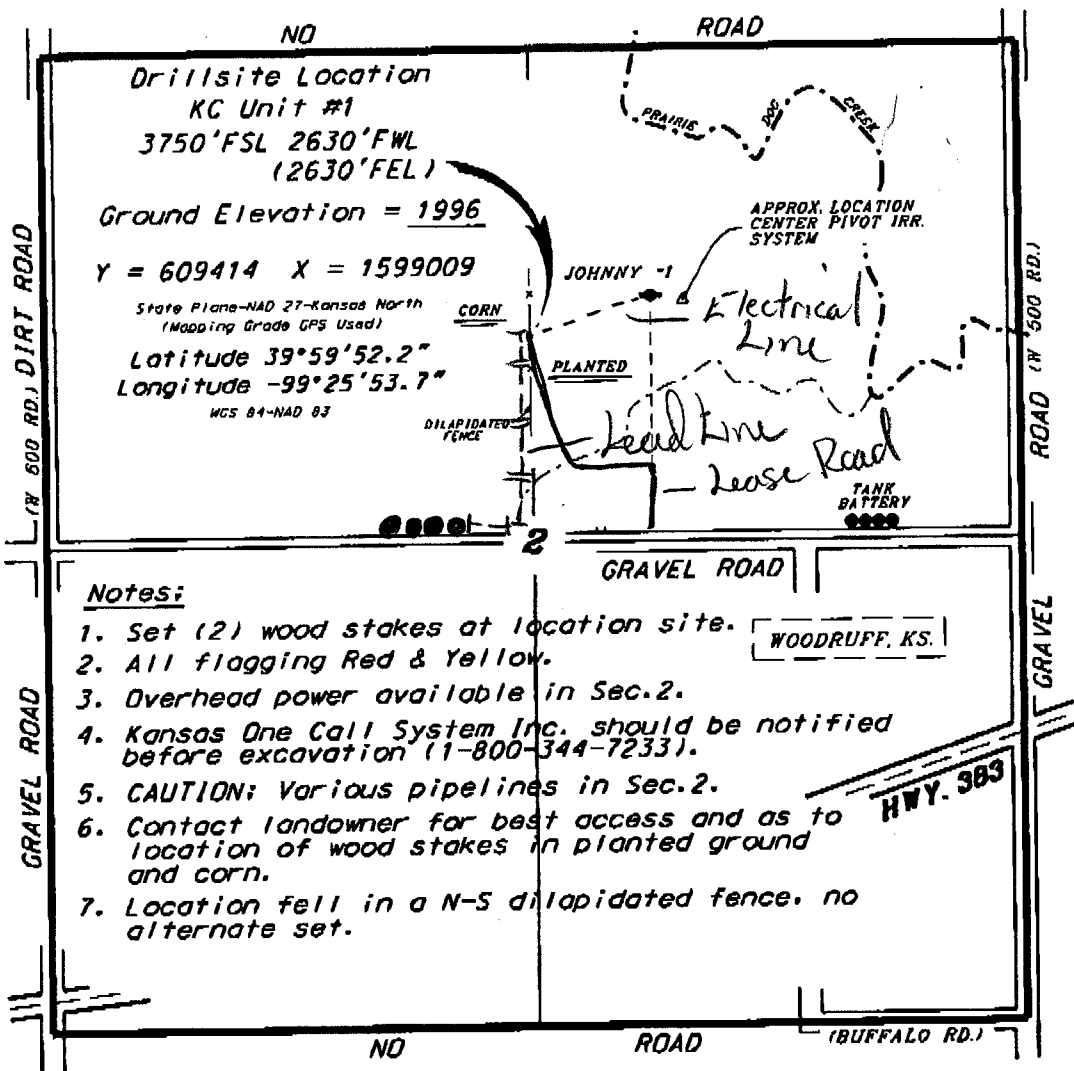 NO ROAD
Drillsite Location
KC Unit #1
3750'FSL 2630'FWL
(2630'FEL)
Ground Elevation = 1996
Y = 609414 X = 1599009
State Plane-NAD 27-Kansas North
(Mapping Grade GPS Used)
Latitude 39°59'52.2"
Longitude -99°25'53.7"
WGS 84-NAD 83
PRAIRIE DOG CREEK
APPROX. LOCATION
CENTER PIVOT IRR.
SYSTEM
JOHNNY -1
CORN
Electrical
Line
PLANTED
DILAPIDATED
FENCE
Lead Line
Lease Road
TANK
BATTERY
(W 600 RD.) DIRT ROAD
ROAD (W 500 RD.)
2
GRAVEL ROAD
Notes:
1. Set (2) wood stakes at location site.
2. All flagging Red & Yellow.
3. Overhead power available in Sec.2.
4. Kansas One Call System Inc. should be notified
before excavation (1-800-344-7233).
5. CAUTION: Various pipelines in Sec.2.
6. Contact landowner for best access and as to
location of wood stakes in planted ground
and corn.
7. Location fell in a N-S dilapidated fence. no
alternate set.
WOODRUFF, KS.
GRAVEL ROAD
GRAVEL
HWY. 383
NO ROAD
(BUFFALO RD.)